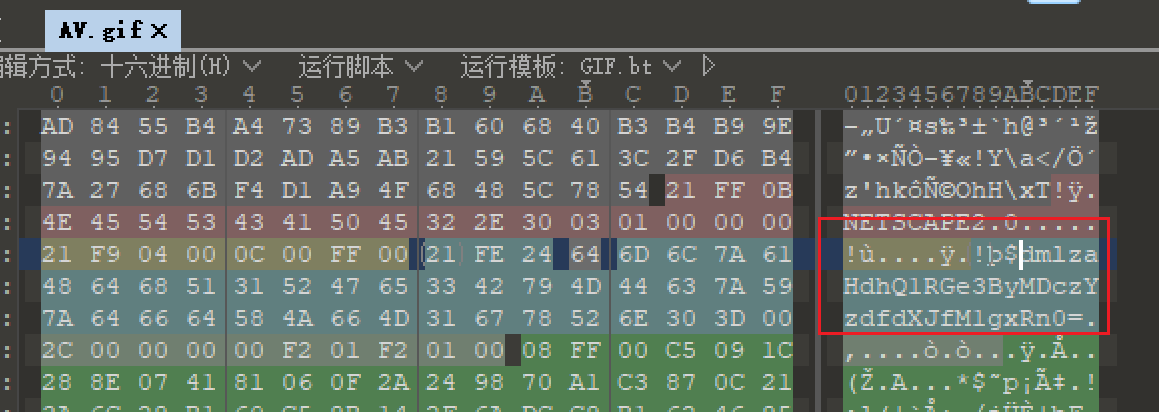 AV.gif ×
编辑方式: 十六进制(H) 运行脚本 运行模板: GIF.bt
0 1 2 3 4 5 6 7 8 9 A B C D E F 0123456789ABCDEF
: AD 84 55 B4 A4 73 89 B3 B1 60 68 40 B3 B4 B9 9E -„U´¤s‰³±`h@³´¹ž
: 94 95 D7 D1 D2 AD A5 AB 21 59 5C 61 3C 2F D6 B4 ”•×ÑÒ-¥«!Y\a</Ö´
: 7A 27 68 6B F4 D1 A9 4F 68 48 5C 78 54 21 FF 0B z'hkôÑ©OhH\xT!ÿ.
: 4E 45 54 53 43 41 50 45 32 2E 30 03 01 00 00 00 NETSCAPE2.0.....
: 21 F9 04 00 0C 00 FF 00 21 FE 24 64 6D 6C 7A 61 !ù....ÿ.!þ$dmlza
: 48 64 68 51 31 52 47 65 33 42 79 4D 44 63 7A 59 HdhQ1RGe3ByMDczY
: 7A 64 66 64 58 4A 66 4D 31 67 78 52 6E 30 3D 00 zdfdXJfM1gxRn0=.
: 2C 00 00 00 00 F2 01 F2 01 00 08 FF 00 C5 09 1C ,....ò.ò...ÿ.Å..
: 28 8E 07 41 81 06 0F 2A 24 98 70 A1 C3 87 0C 21 (Ž.A...*$˜p¡Ã‡.!